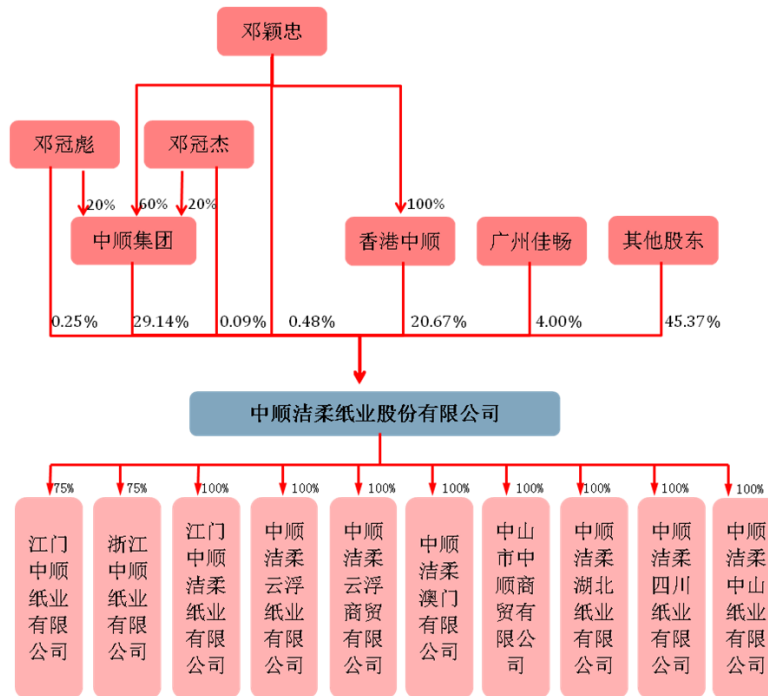 邓颖忠
邓冠彪
邓冠杰
20%
60%
20%
100%
中顺集团
香港中顺
广州佳畅
其他股东
0.25%
29.14%
0.09%
0.48%
20.67%
4.00%
45.37%
中顺洁柔纸业股份有限公司
75%
75%
100%
100%
100%
100%
100%
100%
100%
100%
江门
中顺
纸业
有限
公司
浙江
中顺
纸业
有限
公司
江门
中顺
洁柔
纸业
有限
公司
中顺
洁柔
云浮
纸业
有限
公司
中顺
洁柔
云浮
商贸
有限
公司
中顺
洁柔
澳门
有限
公司
中山
市中
顺商
贸有
限公
司
中顺
洁柔
湖北
纸业
有限
公司
中顺
洁柔
四川
纸业
有限
公司
中顺
洁柔
中山
纸业
有限
公司